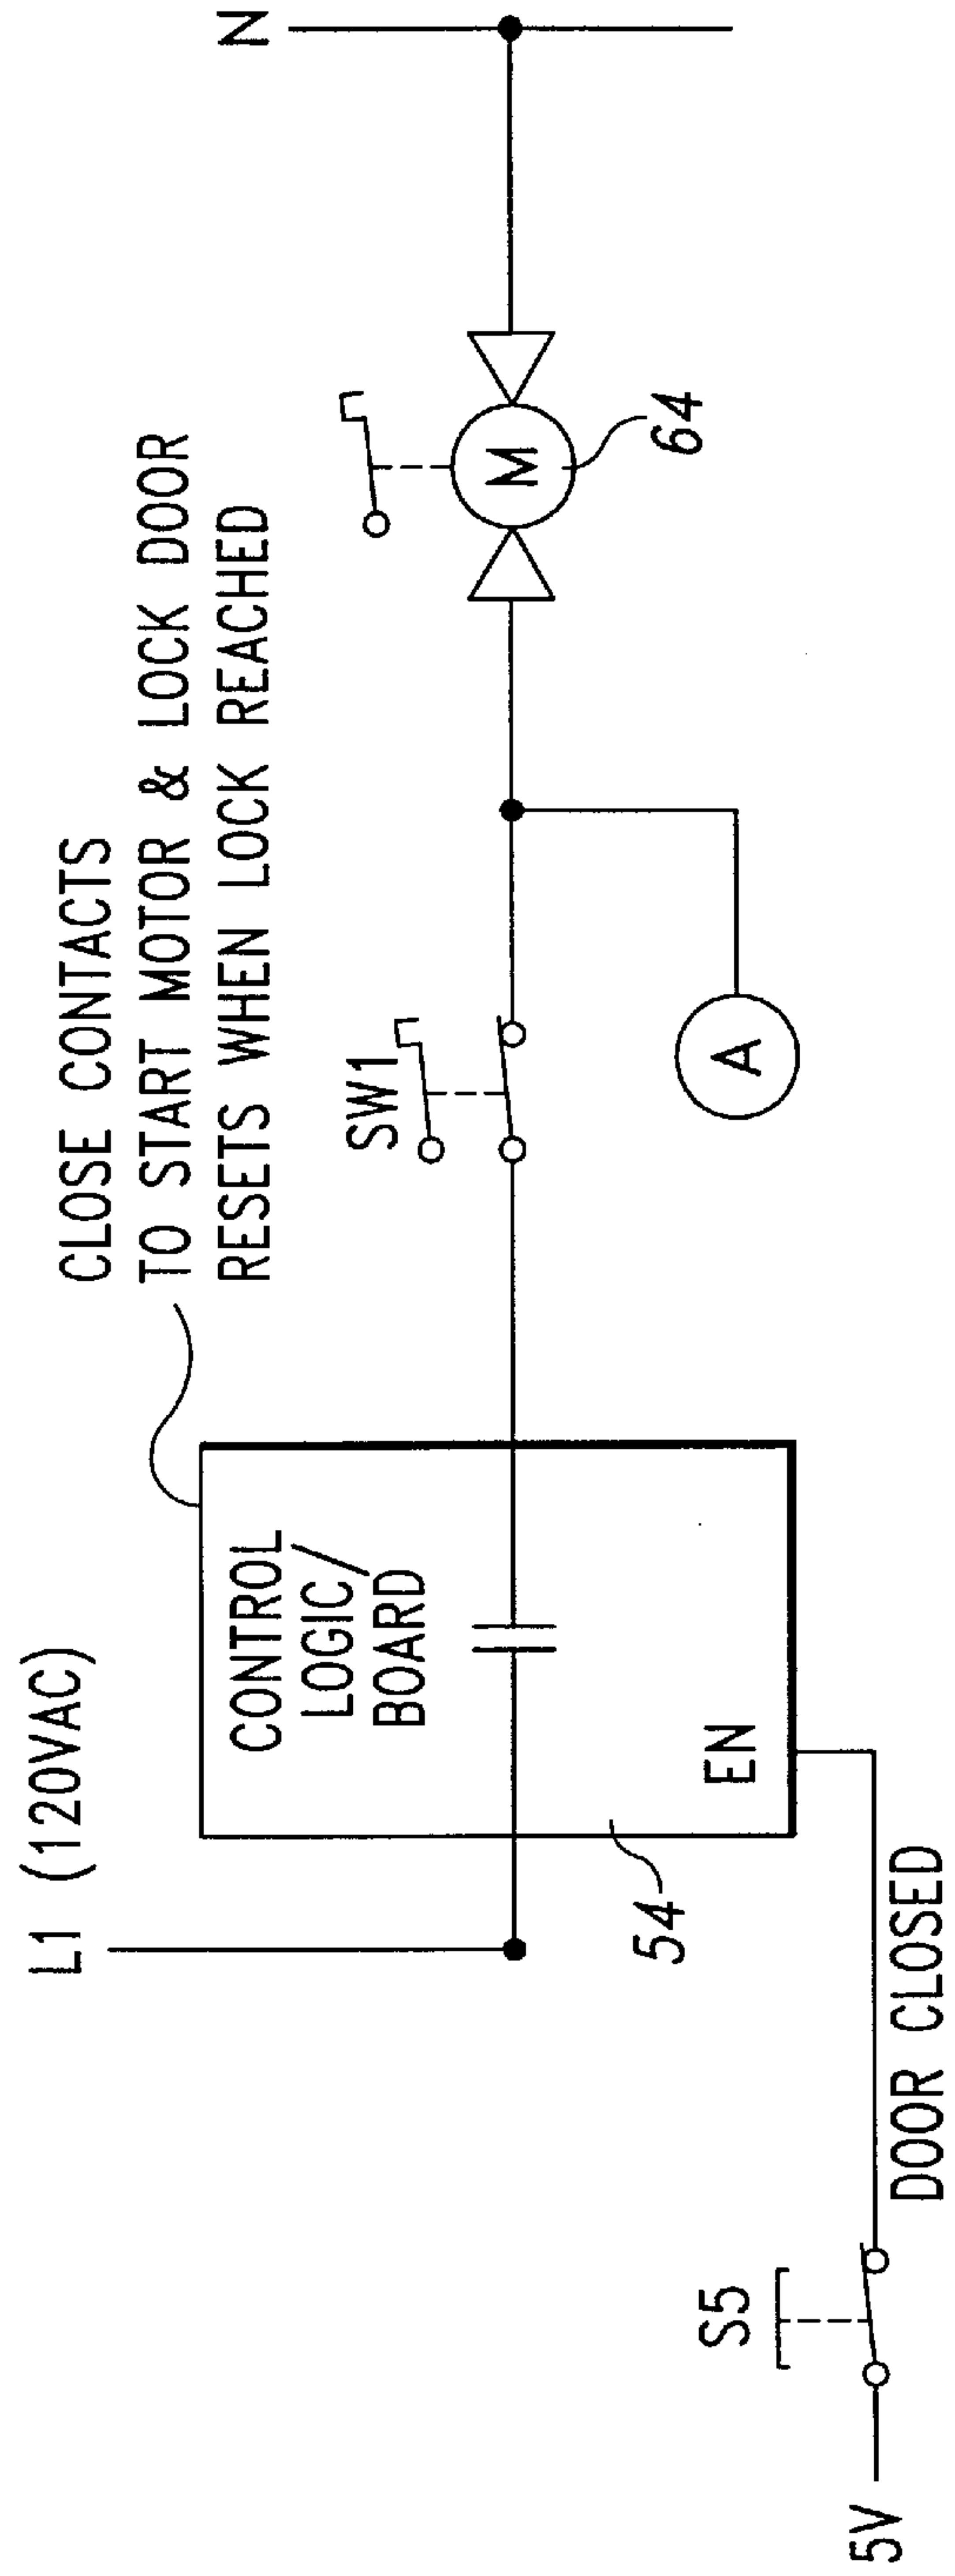 L1 (120VAC)
CLOSE CONTACTS
TO START MOTOR & LOCK DOOR
RESETS WHEN LOCK REACHED
N
CONTROL
LOGIC/
BOARD
EN
54
SW1
A
M
64
S5
5V
DOOR CLOSED